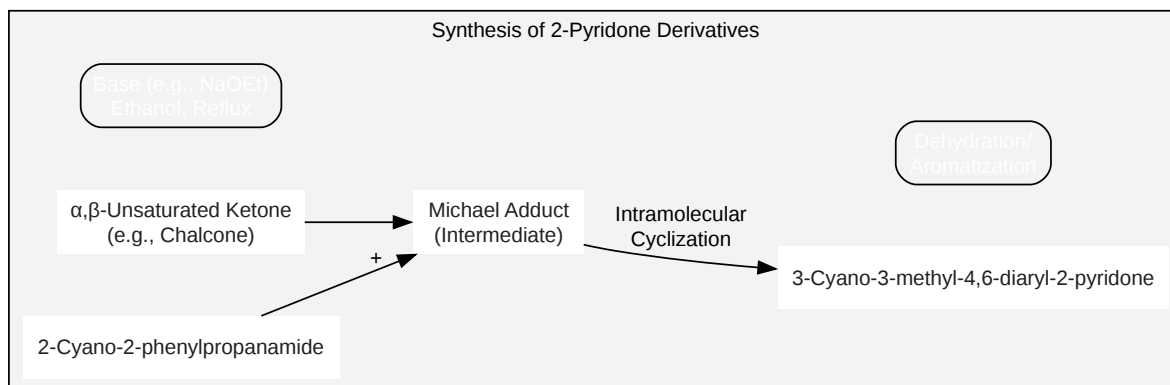 Synthesis of 2-Pyridone Derivatives
Base (e.g., NaOEt)
Ethanol, Reflux
Dehydration/
Aromatization
α,β-Unsaturated Ketone
(e.g., Chalcone)
Michael Adduct
(Intermediate)
Intramolecular
Cyclization
+
3-Cyano-3-methyl-4,6-diaryl-2-pyridone
2-Cyano-2-phenylpropanamide